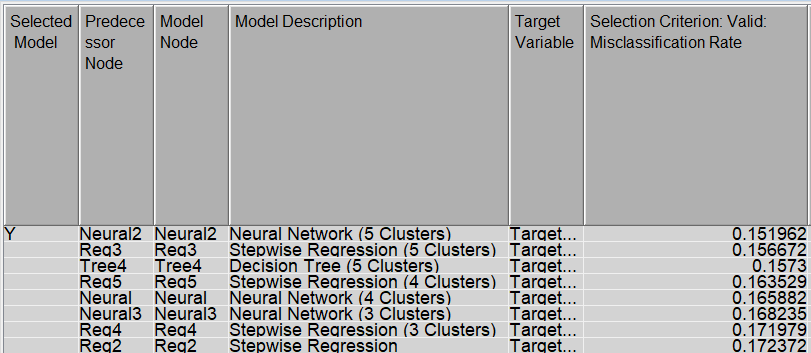 Selected Model Predecessor Node Model Node Model Description Target Variable Selection Criterion: Valid: Misclassification Rate
Y Neural2 Neural2 Neural Network (5 Clusters) Target... 0.151962
Reg3 Reg3 Stepwise Regression (5 Clusters) Target... 0.156672
Tree4 Tree4 Decision Tree (5 Clusters) Target... 0.1573
Reg5 Reg5 Stepwise Regression (4 Clusters) Target... 0.163529
Neural Neural Neural Network (4 Clusters) Target... 0.165882
Neural3 Neural3 Neural Network (3 Clusters) Target... 0.168235
Reg4 Reg4 Stepwise Regression (3 Clusters) Target... 0.171979
Reg2 Reg2 Stepwise Regression Target... 0.172372